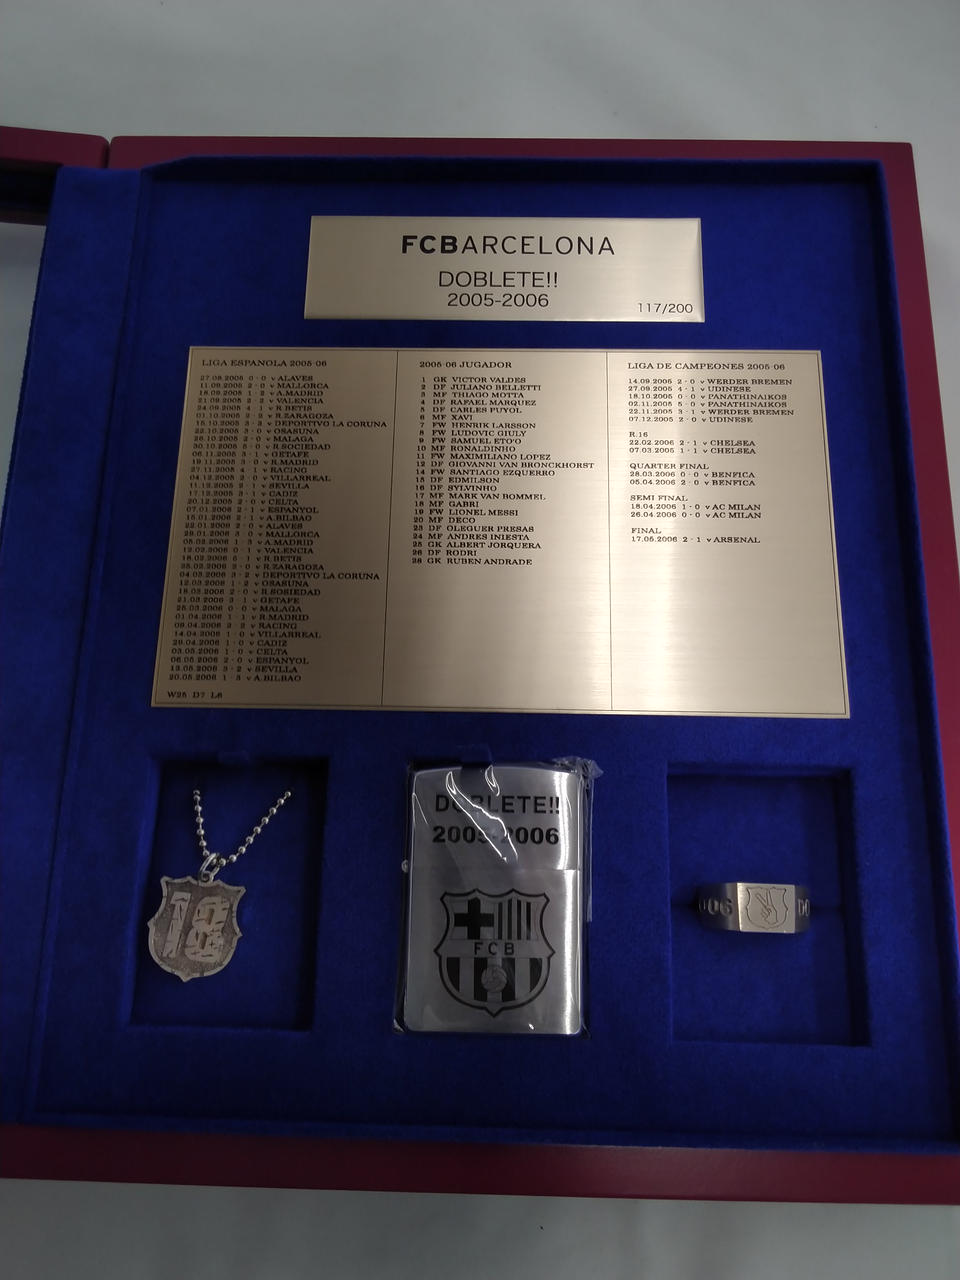 FCBARCELONA
DOBLETE!!
2005-2006
117/200
LIGA ESPANOLA 2005-06
27.08.2005 0-0 v ALAVES
11.09.2005 2-0 v MALLORCA
18.09.2005 1-2 v A.MADRID
21.09.2005 2-2 v VALENCIA
24.09.2005 4-1 v R.BETIS
01.10.2005 2-2 v R.ZARAGOZA
15.10.2005 3-3 v DEPORTIVO LA CORUNA
22.10.2005 3-0 v OSASUNA
26.10.2005 2-0 v MALAGA
30.10.2005 5-0 v R.SOCIEDAD
06.11.2005 3-1 v GETAFE
19.11.2005 3-0 v R.MADRID
27.11.2005 4-1 v RACING
04.12.2005 2-0 v VILLARREAL
11.12.2005 2-1 v SEVILLA
17.12.2005 3-1 v CADIZ
20.12.2005 2-0 v CELTA
07.01.2006 2-1 v ESPANYOL
15.01.2006 2-1 v A.BILBAO
22.01.2006 2-0 v ALAVES
29.01.2006 3-0 v MALLORCA
05.02.2006 1-3 v A.MADRID
12.02.2006 0-1 v VALENCIA
18.02.2006 5-1 v R.BETIS
25.02.2006 2-0 v R.ZARAGOZA
04.03.2006 3-2 v DEPORTIVO LA CORUNA
12.03.2006 1-2 v OSASUNA
18.03.2006 2-0 v R.SOSIEDAD
21.03.2006 3-1 v GETAFE
25.03.2006 0-0 v MALAGA
01.04.2006 1-1 v R.MADRID
09.04.2006 2-2 v RACING
14.04.2006 1-0 v VILLARREAL
29.04.2006 1-0 v CADIZ
03.05.2006 1-0 v CELTA
06.05.2006 2-0 v ESPANYOL
13.05.2006 3-2 v SEVILLA
20.05.2006 1-3 v A.BILBAO
W25 D7 L6
2005-06 JUGADOR
1 GK VICTOR VALDES
2 DF JULIANO BELLETTI
3 MF THIAGO MOTTA
4 DF RAFAEL MARQUEZ
5 DF CARLES PUYOL
6 MF XAVI
7 FW HENRIK LARSSON
8 FW LUDOVIC GIULY
9 FW SAMUEL ETO'O
10 MF RONALDINHO
11 FW MAXIMILIANO LOPEZ
12 DF GIOVANNI VAN BRONCKHORST
14 FW SANTIAGO EZQUERRO
15 DF EDMILSON
16 DF SYLVINHO
17 MF MARK VAN BOMMEL
18 MF GABRI
19 FW LIONEL MESSI
20 MF DECO
23 DF OLEGUER PRESAS
24 MF ANDRES INIESTA
25 GK ALBERT JORQUERA
26 DF RODRI
28 GK RUBEN ANDRADE
LIGA DE CAMPEONES 2005-06
14.09.2005 2-0 v WERDER BREMEN
27.09.2005 4-1 v UDINESE
18.10.2005 0-0 v PANATHINAIKOS
02.11.2005 5-0 v PANATHINAIKOS
22.11.2005 3-1 v WERDER BREMEN
07.12.2005 2-0 v UDINESE
R.16
22.02.2006 2-1 v CHELSEA
07.03.2006 1-1 v CHELSEA
QUARTER FINAL
28.03.2006 0-0 v BENFICA
05.04.2006 2-0 v BENFICA
SEMI FINAL
18.04.2006 1-0 v AC MILAN
26.04.2006 0-0 v AC MILAN
FINAL
17.05.2006 2-1 v ARSENAL
18
DOBLETE!!
2005-2006
FCB
006
DO